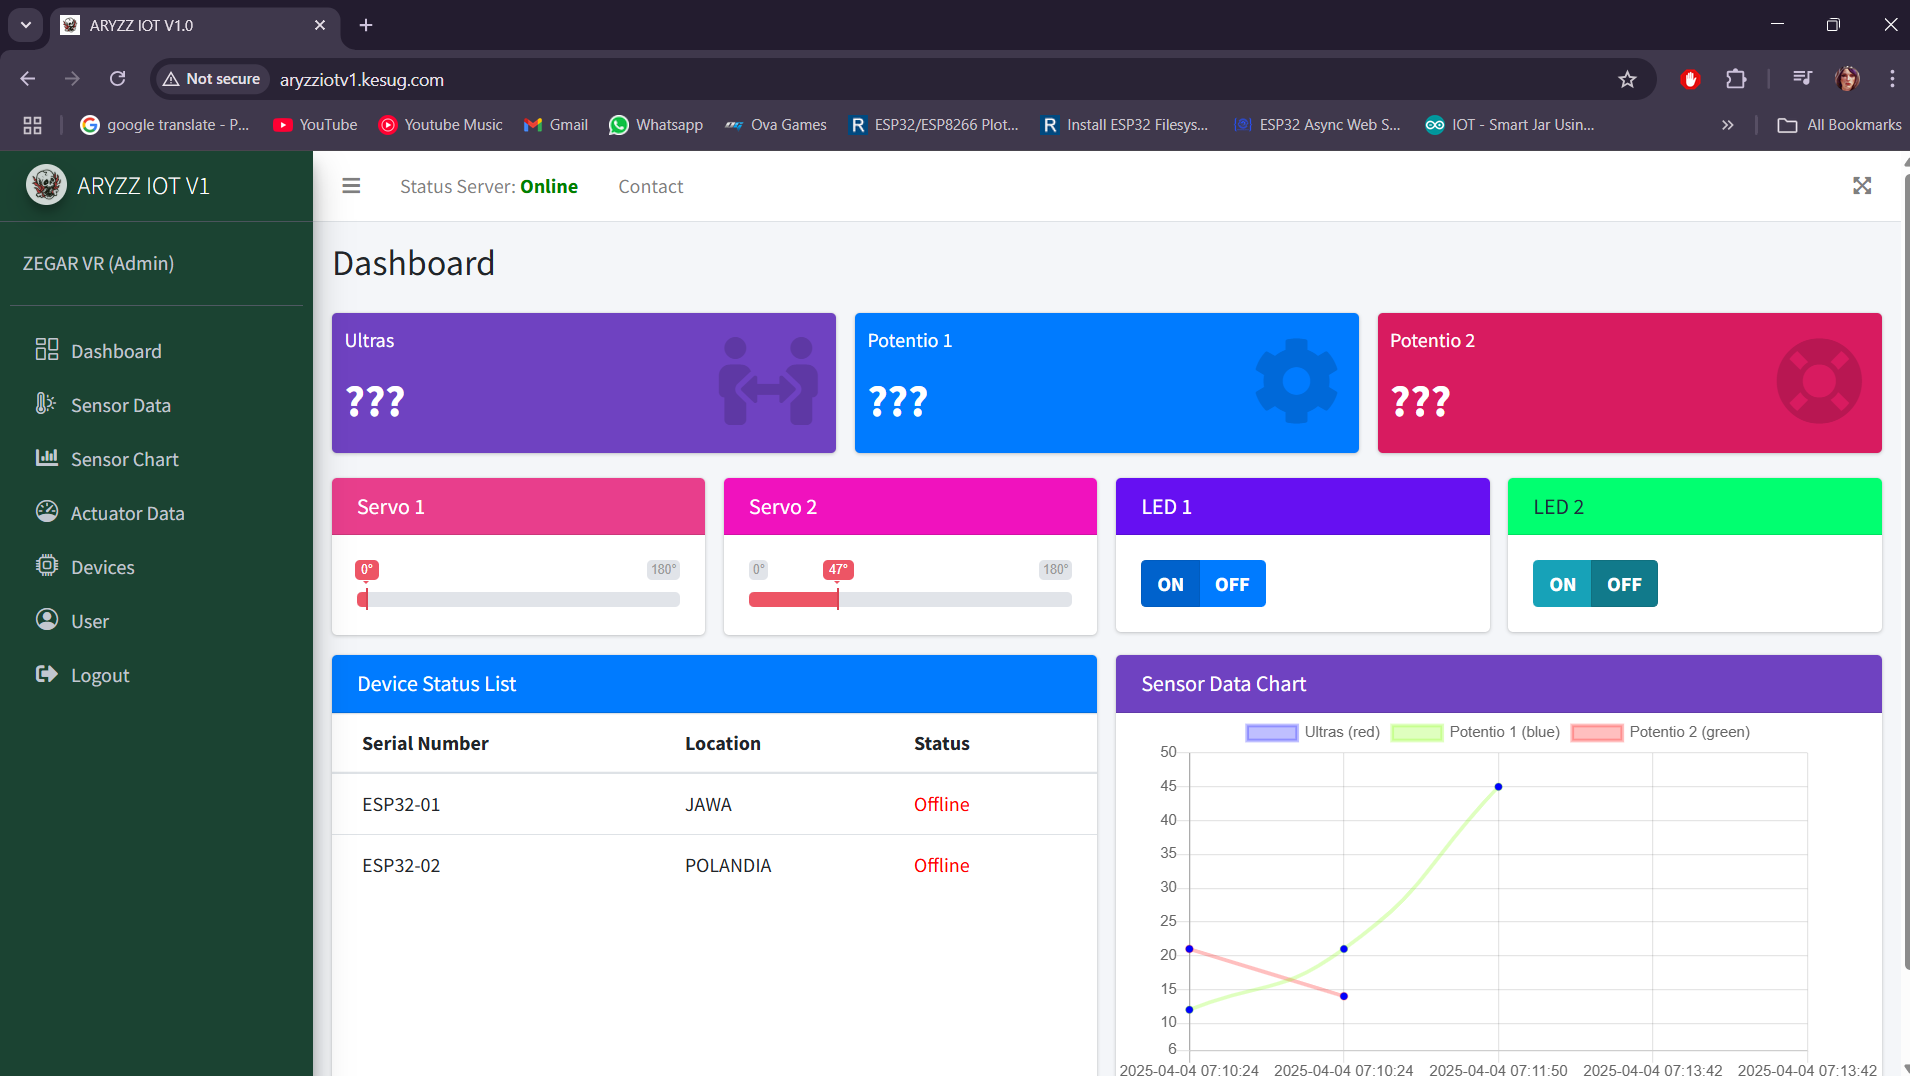 ARYZZ IOT V1.0
Not secure
aryzziotv1.kesug.com
google translate - P...
YouTube
Youtube Music
Gmail
Whatsapp
Ova Games
ESP32/ESP8266 Plot...
Install ESP32 Filesys...
ESP32 Async Web S...
IOT - Smart Jar Usin...
All Bookmarks
ARYZZ IOT V1
Status Server: Online
Contact
ZEGAR VR (Admin)
Dashboard
Sensor Data
Sensor Chart
Actuator Data
Devices
User
Logout
Dashboard
Ultras
???
Potentio 1
???
Potentio 2
???
Servo 1
0°
180°
Servo 2
0°
47°
180°
LED 1
ON OFF
LED 2
ON OFF
Device Status List
Serial Number Location Status
ESP32-01 JAWA Offline
ESP32-02 POLANDIA Offline
Sensor Data Chart
Ultras (red) Potentio 1 (blue) Potentio 2 (green)
50
45
40
35
30
25
20
15
10
6
2025-04-04 07:10:24 2025-04-04 07:10:24 2025-04-04 07:11:50 2025-04-04 07:13:42 2025-04-04 07:13:42